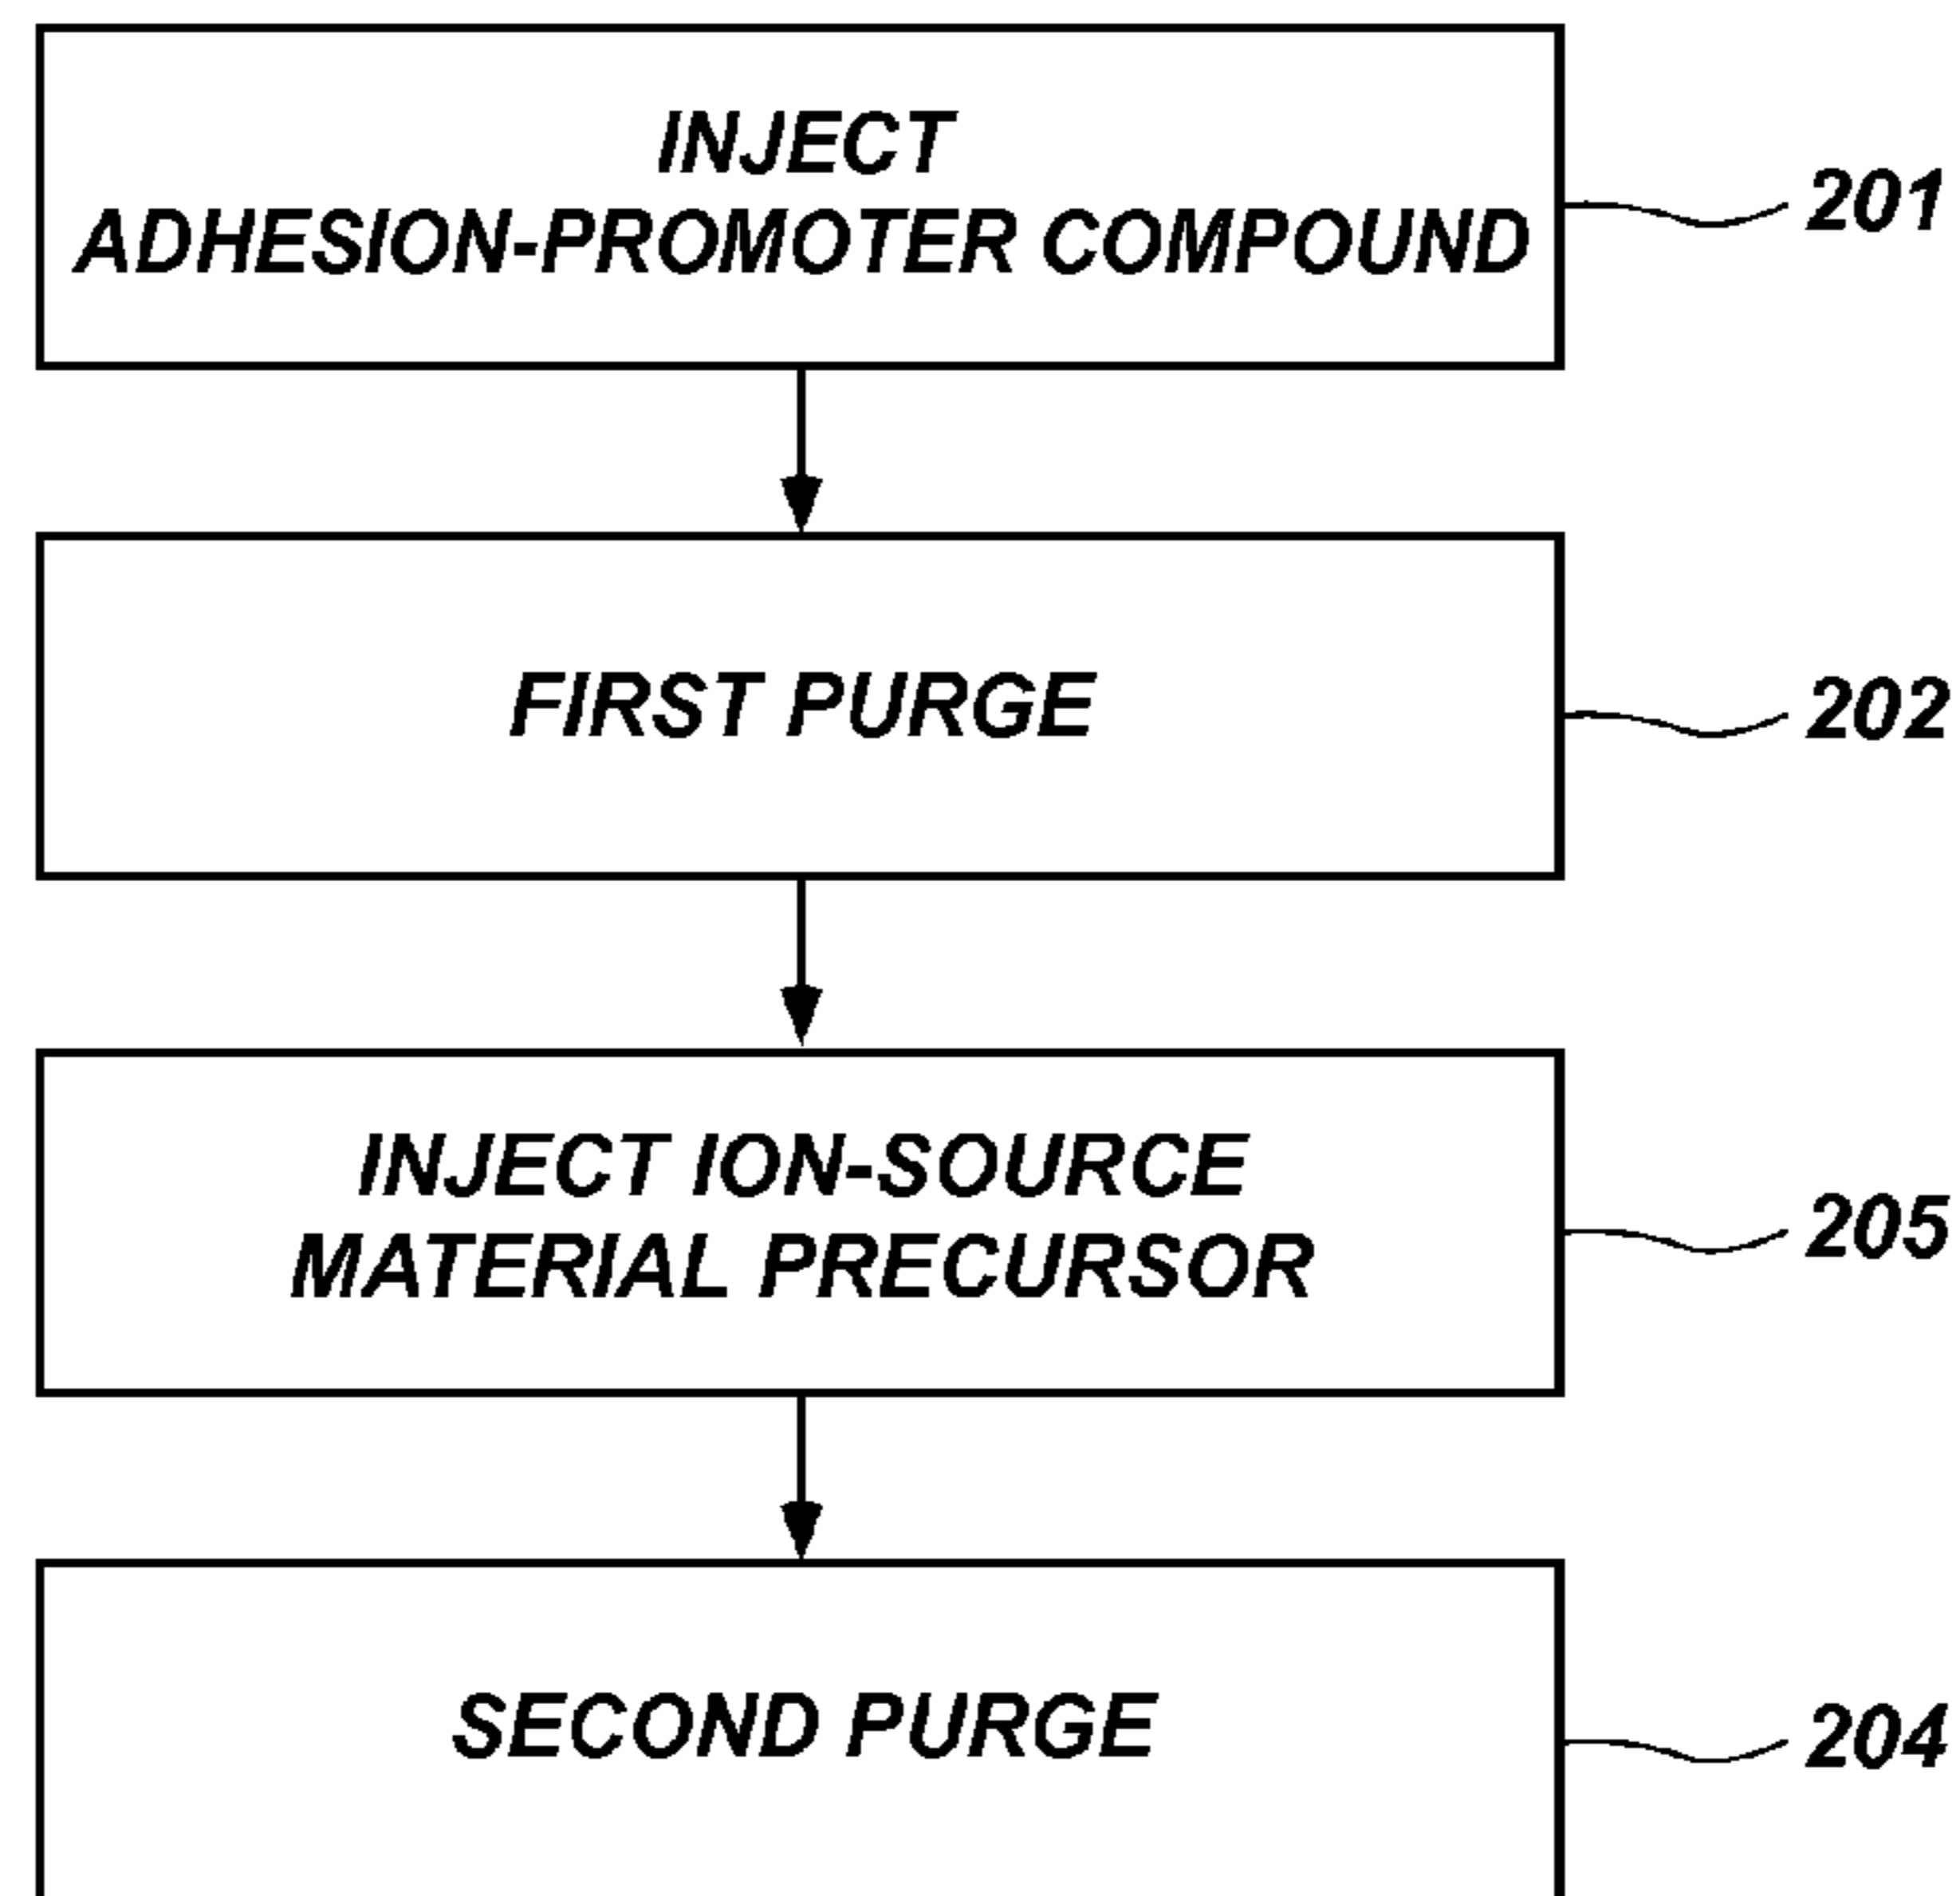 INJECT
ADHESION-PROMOTER COMPOUND
201
FIRST PURGE
202
INJECT ION-SOURCE
MATERIAL PRECURSOR
205
SECOND PURGE
204